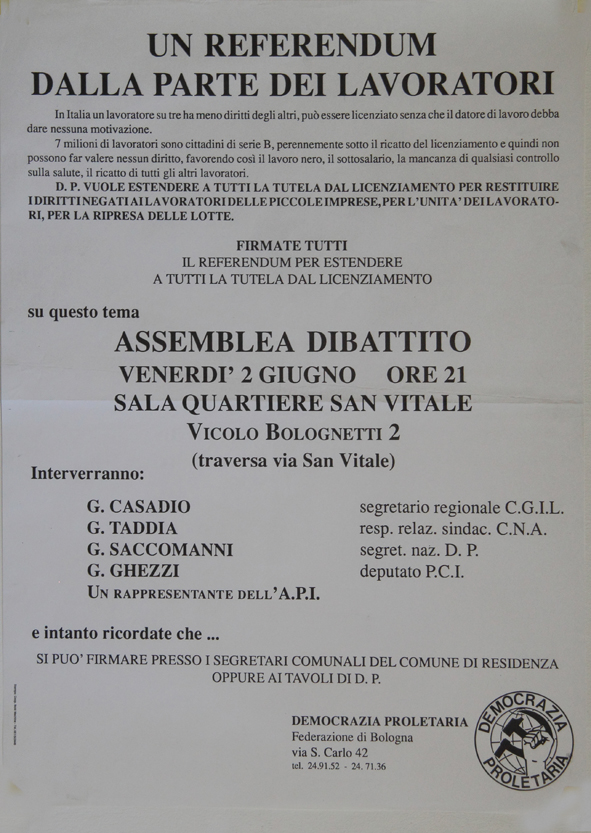 UN REFERENDUM
DALLA PARTE DEI LAVORATORI
In Italia un lavoratore su tre ha meno diritti degli altri, può essere licenziato senza che il datore di lavoro debba
dare nessuna motivazione.
7 milioni di lavoratori sono cittadini di serie B, perennemente sotto il ricatto del licenziamento e quindi non
possono far valere nessun diritto, favorendo così il lavoro nero, il sottosalario, la mancanza di qualsiasi controllo
sulla salute, il ricatto di tutti gli altri lavoratori.
D. P. VUOLE ESTENDERE A TUTTI LA TUTELA DAL LICENZIAMENTO PER RESTITUIRE
I DIRITTI NEGATI AI LAVORATORI DELLE PICCOLE IMPRESE, PER L'UNITA' DEI LAVORATO-
RI, PER LA RIPRESA DELLE LOTTE.
FIRMATE TUTTI
IL REFERENDUM PER ESTENDERE
A TUTTI LA TUTELA DAL LICENZIAMENTO
su questo tema
ASSEMBLEA DIBATTITO
VENERDI' 2 GIUGNO ORE 21
SALA QUARTIERE SAN VITALE
VICOLO BOLOGNETTI 2
(traversa via San Vitale)
Interverranno:
G. CASADIO segretario regionale C.G.I.L.
G. TADDIA resp. relaz. sindac. C.N.A.
G. SACCOMANNI segret. naz. D. P.
G. GHEZZI deputato P.C.I.
UN RAPPRESENTANTE DELL'A.P.I.
e intanto ricordate che ...
SI PUO' FIRMARE PRESSO I SEGRETARI COMUNALI DEL COMUNE DI RESIDENZA
OPPURE AI TAVOLI DI D. P.
DEMOCRAZIA PROLETARIA
Federazione di Bologna
via S. Carlo 42
tel. 24.91.52 - 24.71.36
DEMOCRAZIA
PROLETARIA